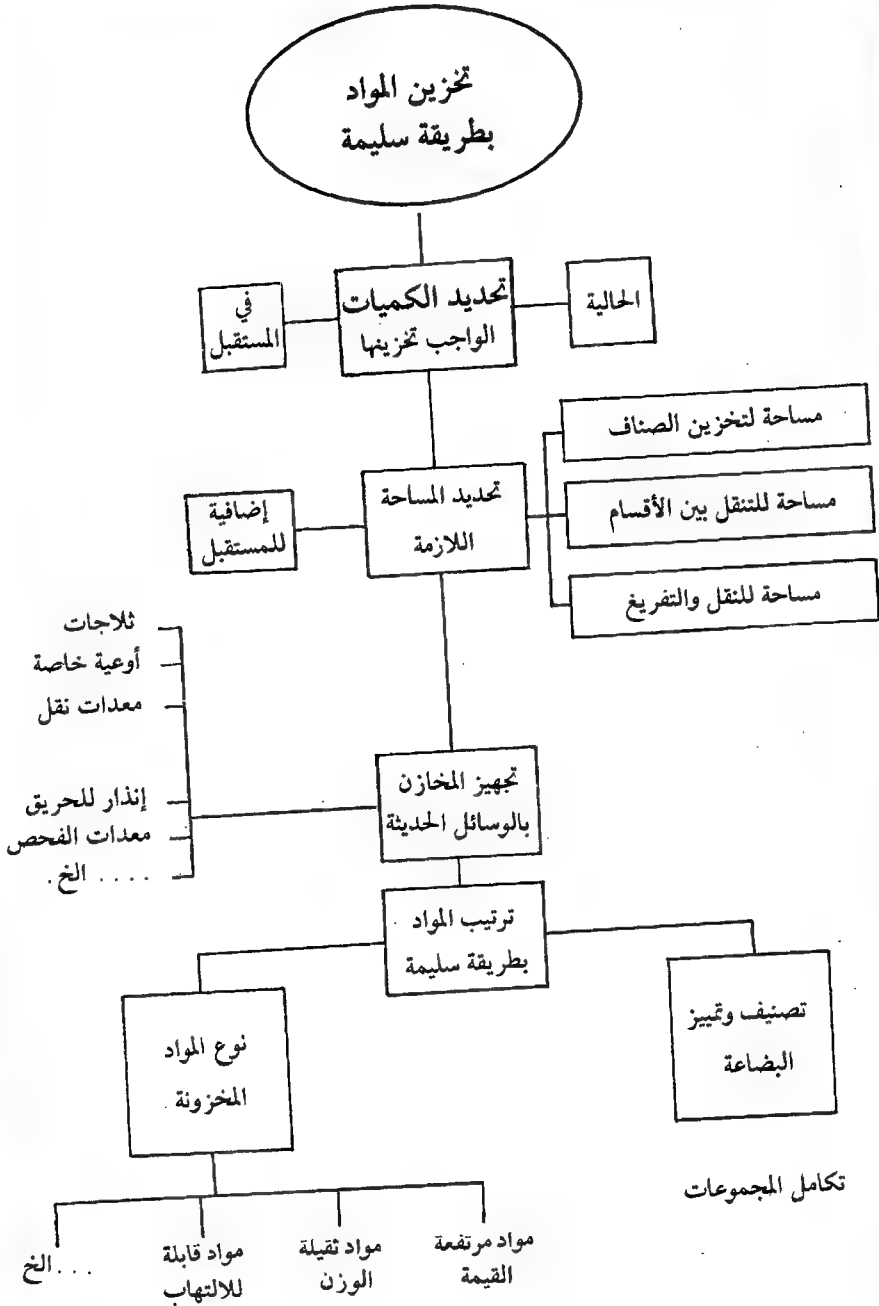 تخزين المواد
بطريقة سليمة
الحالية
تحديد الكميات
الواجب تخزينها
في
المستقبل
مساحة لتخزين الصناف
مساحة للتنقل بين الأقسام
مساحة للنقل والتفريغ
تحديد المساحة
اللازمة
إضافية
للمستقبل
ثلاجات
أوعية خاصة
معدات نقل
إنذار للحريق
معدات الفحص
.... الخ.
تجهيز المخازن
بالوسائل الحديثة
ترتيب المواد
بطريقة سليمة
تصنيف وتمييز
البضاعة
تكامل المجموعات
نوع المواد
المخزونة
مواد مرتفعة
القيمة
مواد ثقيلة
الوزن
مواد قابلة
للالتهاب
...الخ